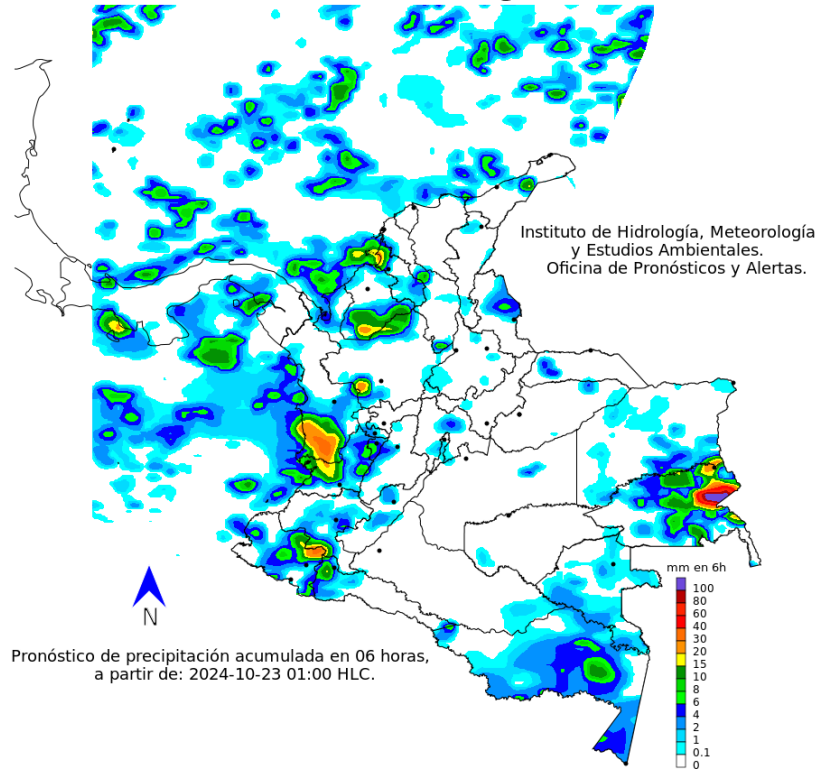 Instituto de Hidrología, Meteorología
y Estudios Ambientales.
Oficina de Pronósticos y Alertas.
N
Pronóstico de precipitación acumulada en 06 horas,
a partir de: 2024-10-23 01:00 HLC.
mm en 6h
100
80
60
40
30
20
15
10
8
6
4
2
1
0.1
0